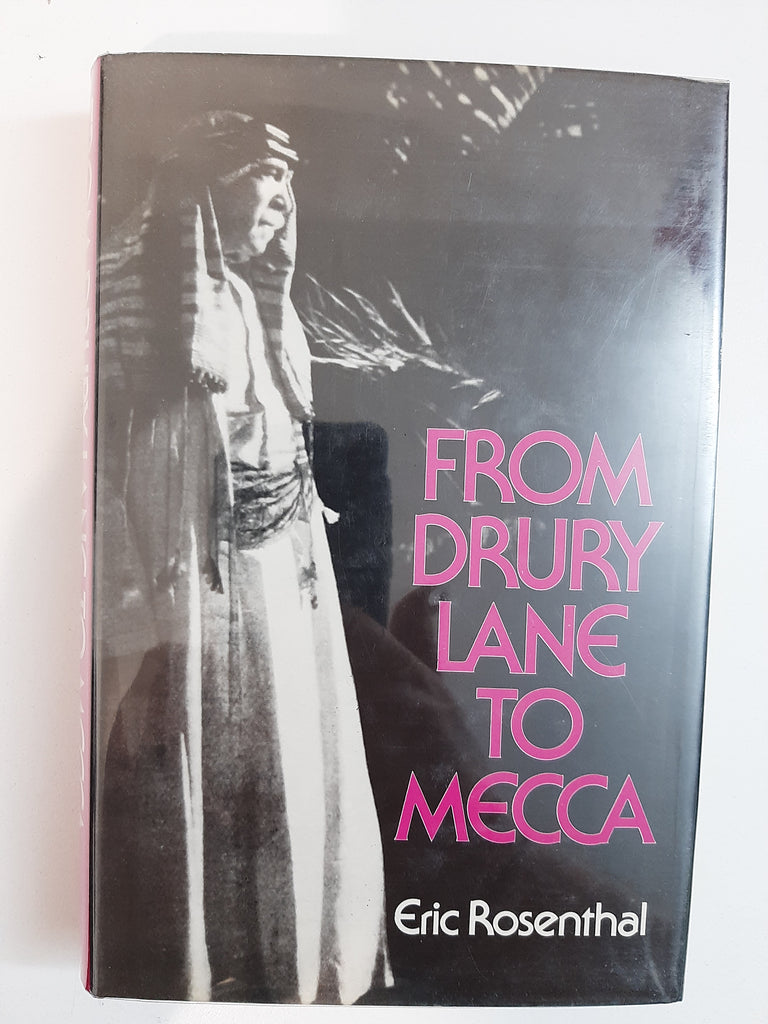 FROM
DRURY
LANE
TO
MECCA
Eric Rosenthal